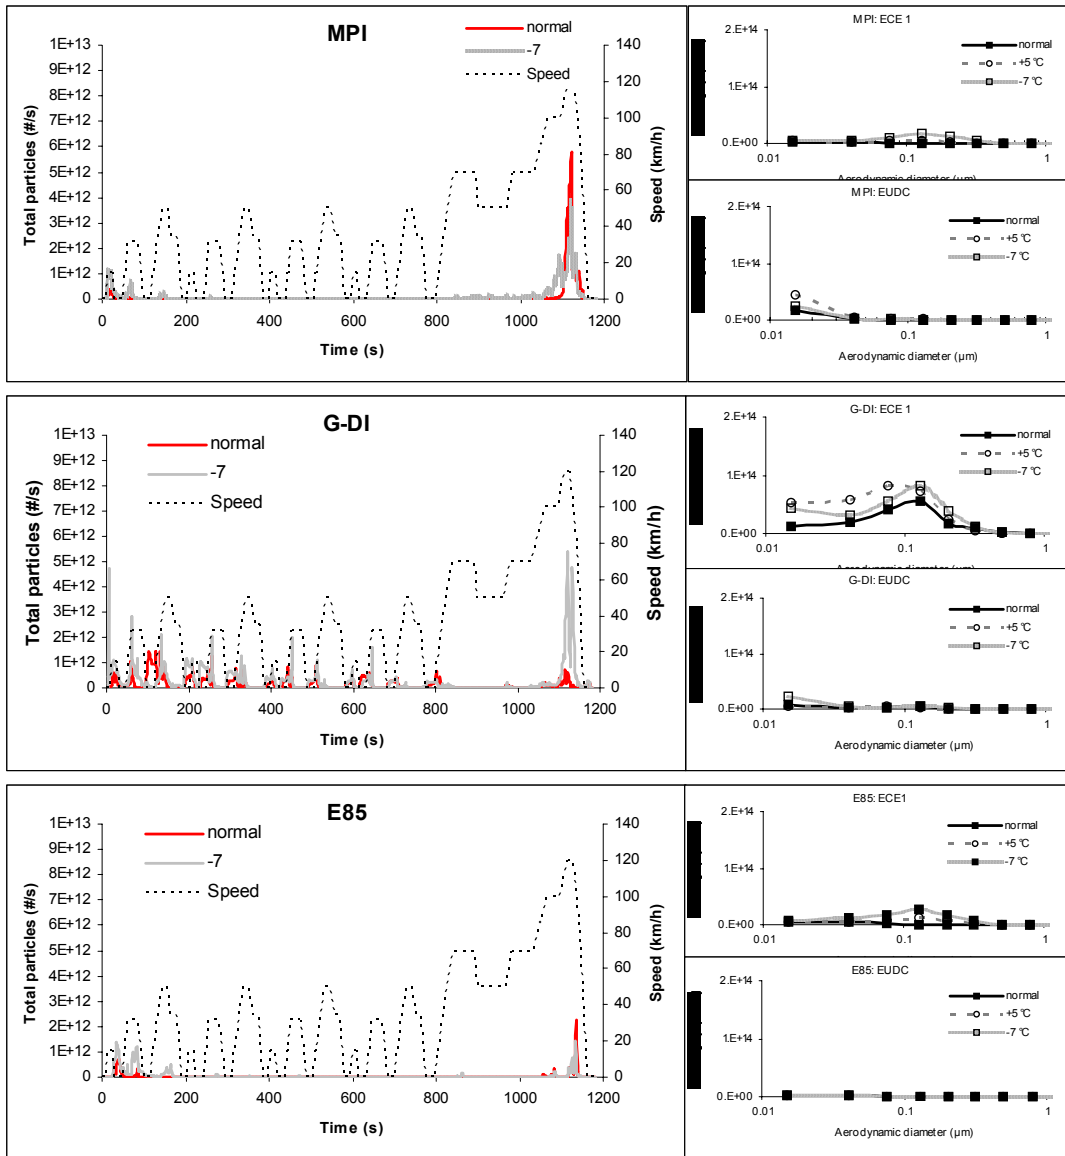 MPI
normal
-7
Speed
1E+13
9E+12
8E+12
7E+12
6E+12
5E+12
4E+12
3E+12
2E+12
1E+12
0
Total particles (#/s)
140
120
100
80
60
40
20
0
Speed (km/h)
0 200 400 600 800 1000 1200
Time (s)
MPI: ECE 1
normal
+5 °C
-7 °C
2.E+14
1.E+14
0.E+00
0.01 0.1 1
Aerodynamic diameter (µm)
MPI: EUDC
normal
+5 °C
-7 °C
2.E+14
1.E+14
0.E+00
0.01 0.1 1
Aerodynamic diameter (µm)
G-DI
normal
-7
Speed
1E+13
9E+12
8E+12
7E+12
6E+12
5E+12
4E+12
3E+12
2E+12
1E+12
0
Total particles (#/s)
140
120
100
80
60
40
20
0
Speed (km/h)
0 200 400 600 800 1000 1200
Time (s)
G-DI: ECE 1
normal
+5 °C
-7 °C
2.E+14
1.E+14
0.E+00
0.01 0.1 1
Aerodynamic diameter (µm)
G-DI: EUDC
normal
+5 °C
-7 °C
2.E+14
1.E+14
0.E+00
0.01 0.1 1
Aerodynamic diameter (µm)
E85
normal
-7
Speed
1E+13
9E+12
8E+12
7E+12
6E+12
5E+12
4E+12
3E+12
2E+12
1E+12
0
Total particles (#/s)
140
120
100
80
60
40
20
0
Speed (km/h)
0 200 400 600 800 1000 1200
Time (s)
E85: ECE1
normal
+5 °C
-7 °C
2.E+14
1.E+14
0.E+00
0.01 0.1 1
Aerodynamic diameter (µm)
E85: EUDC
normal
+5 °C
-7 °C
2.E+14
1.E+14
0.E+00
0.01 0.1 1
Aerodynamic diameter (µm)